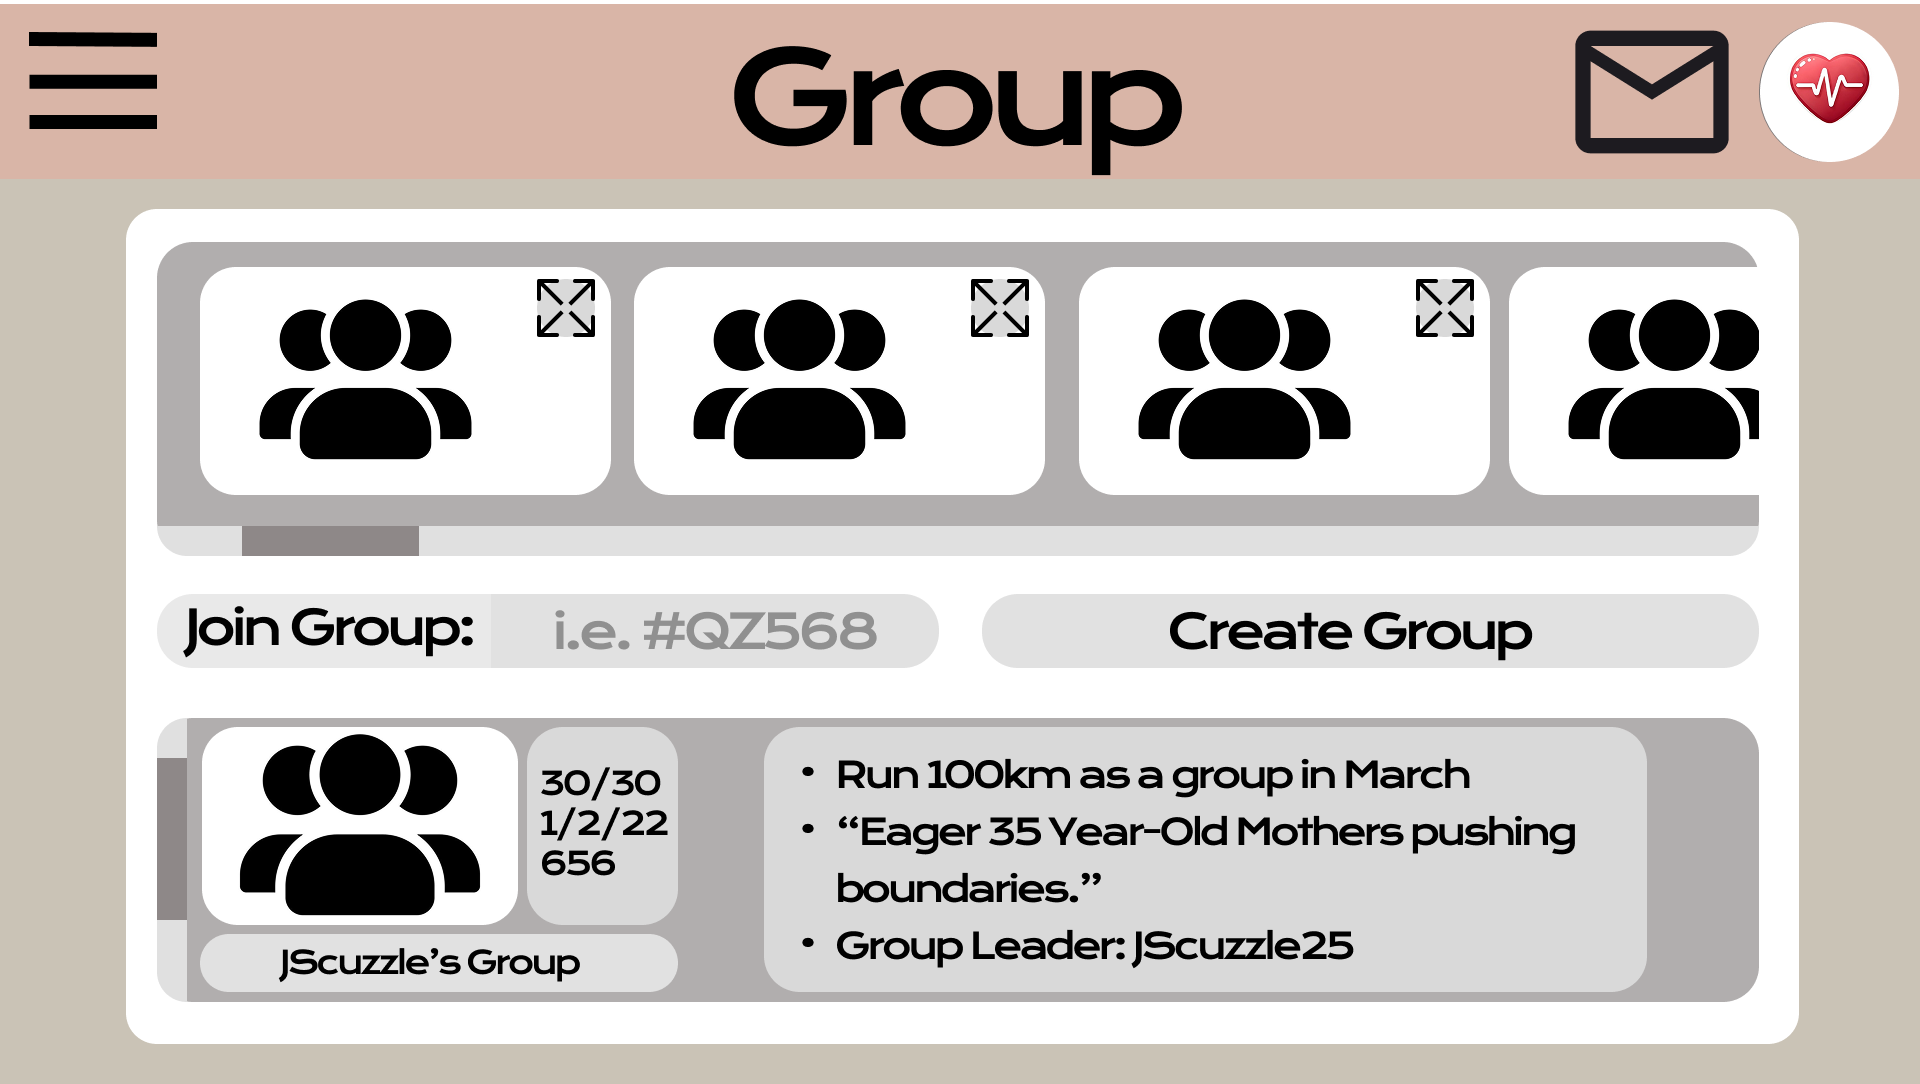 Group
Join Group:
i.e. #QZ568
Create Group
30/30
1/2/22
656
JScuzzle’s Group
• Run 100km as a group in March
• “Eager 35 Year-Old Mothers pushing
boundaries.”
• Group Leader: JScuzzle25